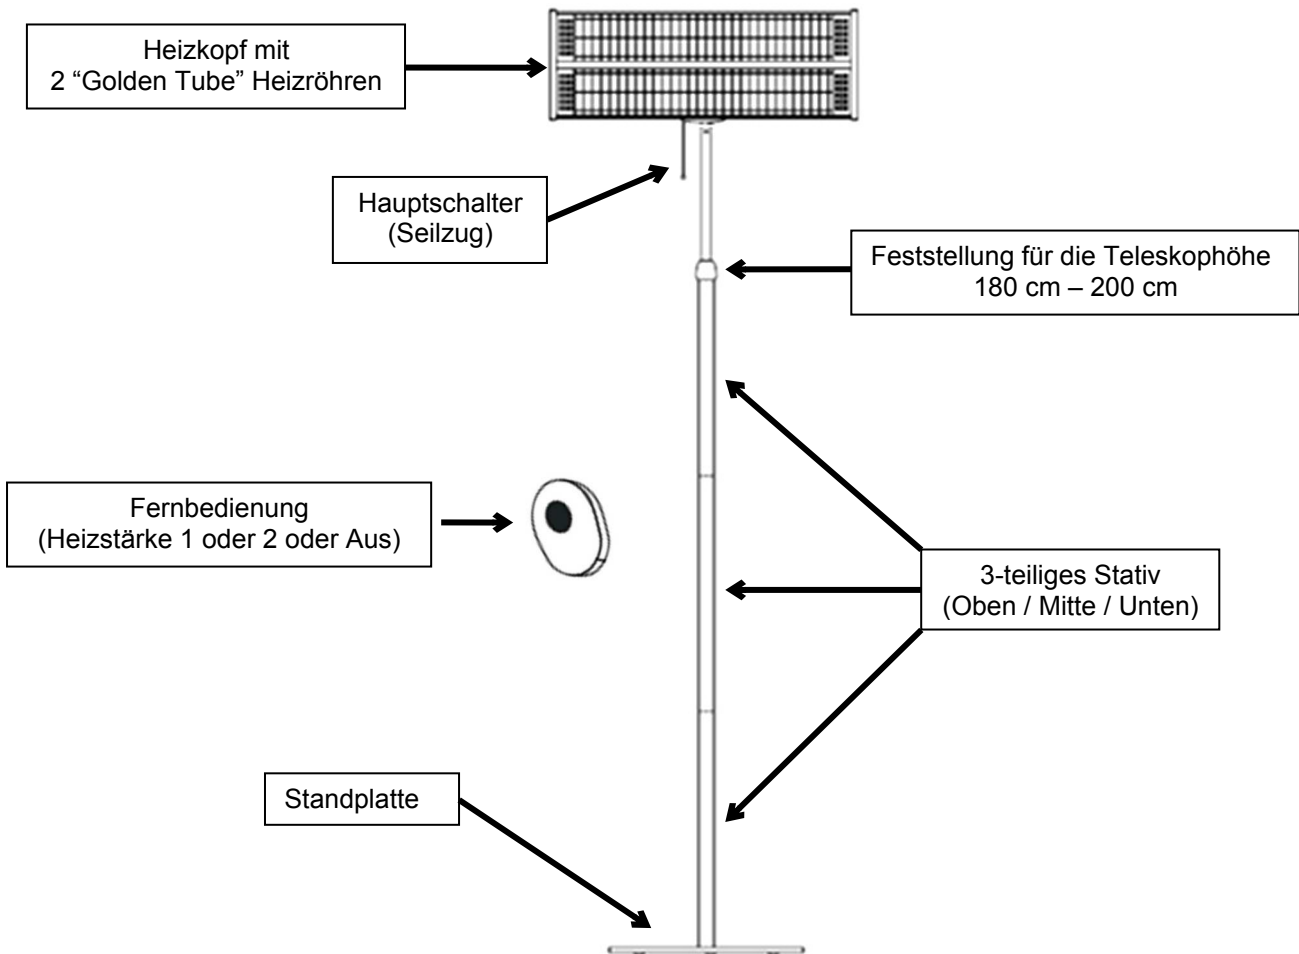 Heizkopf mit
2 “Golden Tube” Heizröhren
Hauptschalter
(Seilzug)
Feststellung für die Teleskophöhe
180 cm – 200 cm
Fernbedienung
(Heizstärke 1 oder 2 oder Aus)
3-teiliges Stativ
(Oben / Mitte / Unten)
Standplatte